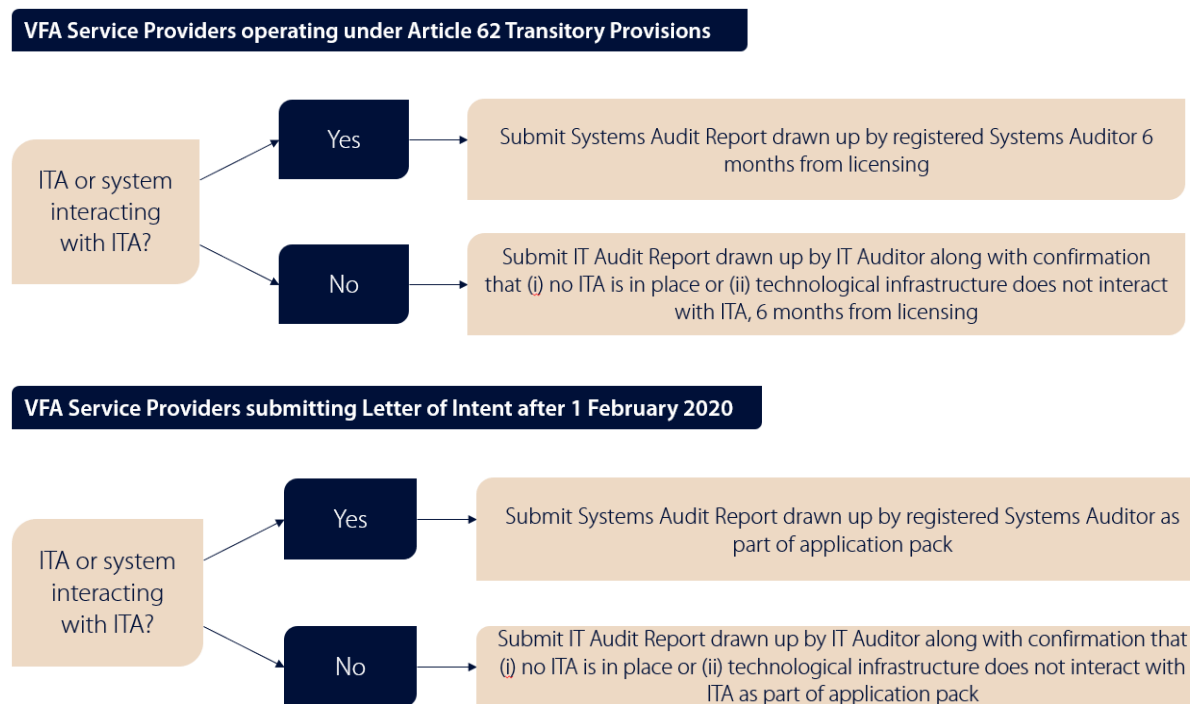 VFA Service Providers operating under Article 62 Transitory Provisions
ITA or system
interacting
with ITA?
Yes
Submit Systems Audit Report drawn up by registered Systems Auditor 6
months from licensing
No
Submit IT Audit Report drawn up by IT Auditor along with confirmation
that (i) no ITA is in place or (ii) technological infrastructure does not interact
with ITA, 6 months from licensing
VFA Service Providers submitting Letter of Intent after 1 February 2020
ITA or system
interacting
with ITA?
Yes
Submit Systems Audit Report drawn up by registered Systems Auditor as
part of application pack
No
Submit IT Audit Report drawn up by IT Auditor along with confirmation that
(i) no ITA is in place or (ii) technological infrastructure does not interact with
ITA as part of application pack